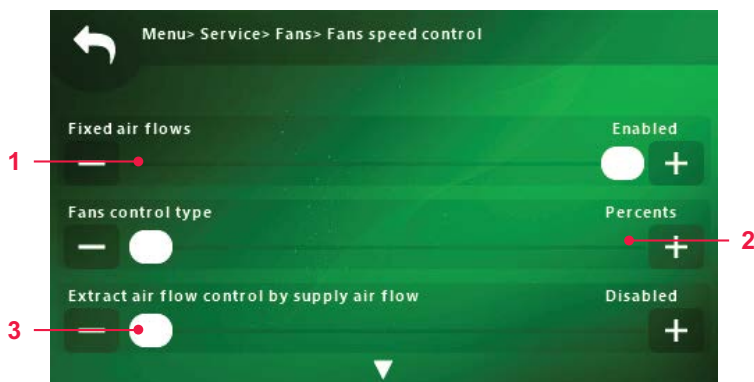 Menu> Service> Fans> Fans speed control
Fixed air flows Enabled
1 − +
Fans control type Percents
− + 2
Extract air flow control by supply air flow Disabled
3 − +